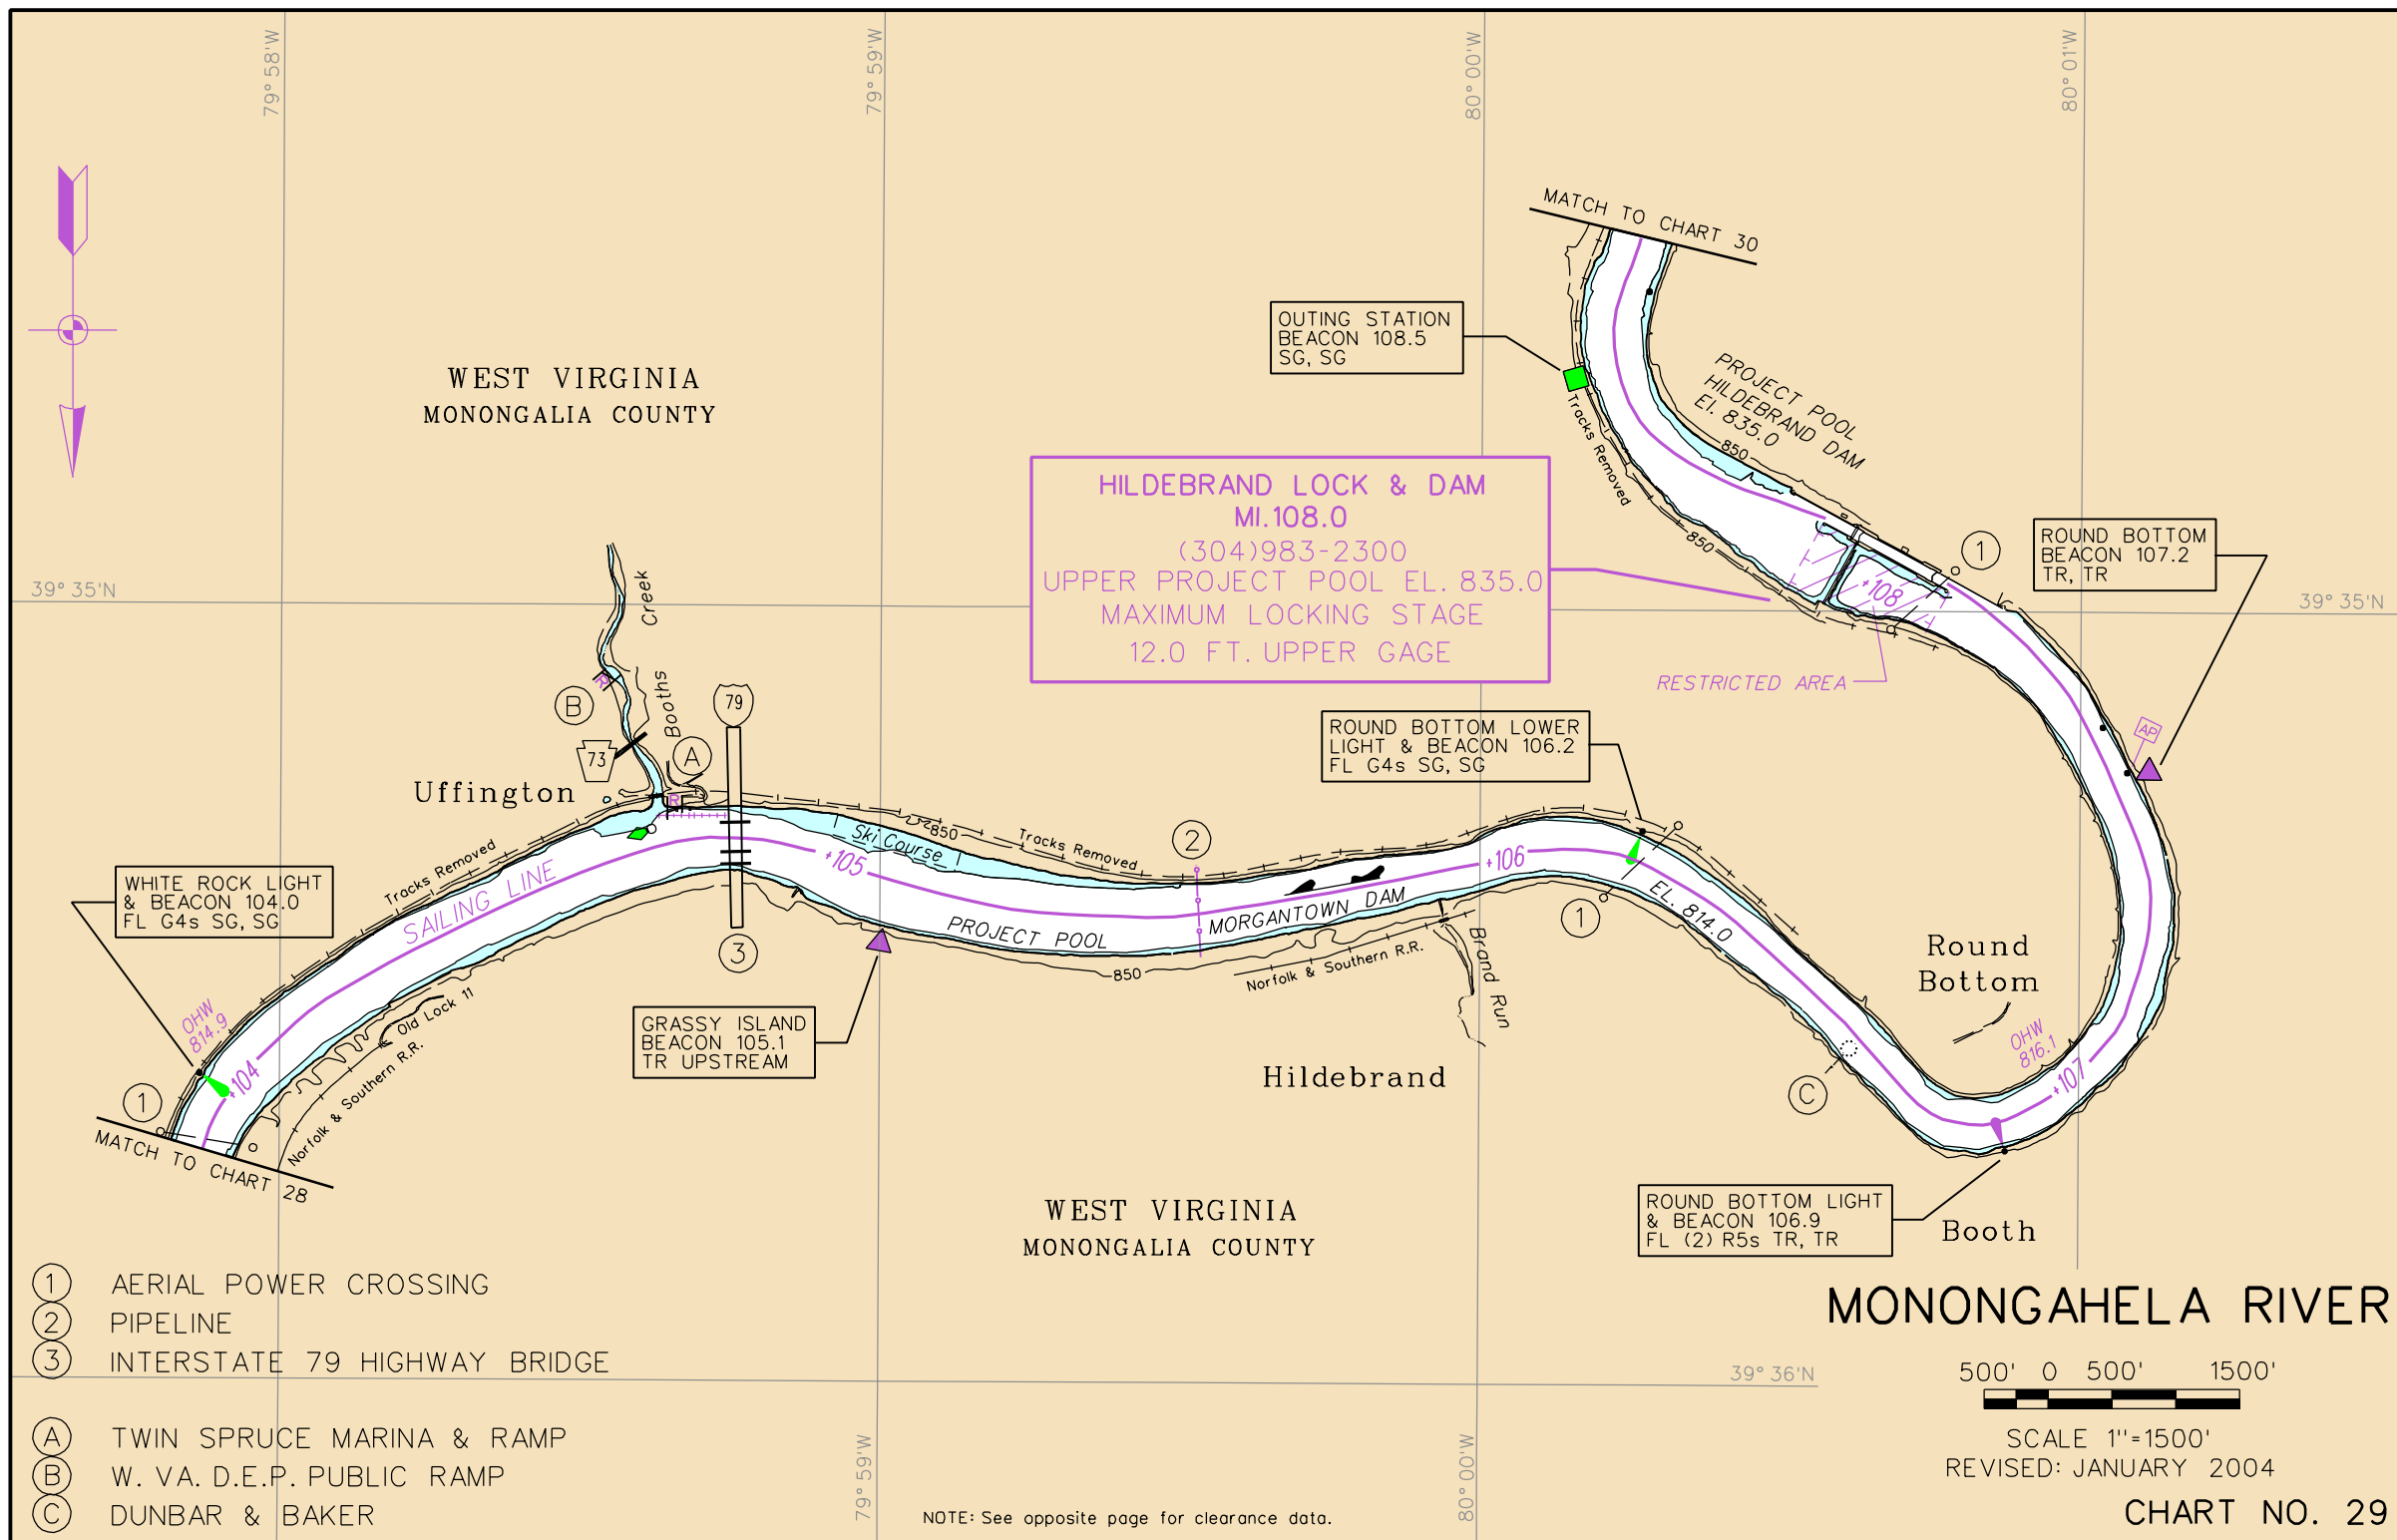 79° 58'W
79° 59'W
80° 00'W
80° 01'W
MATCH TO CHART 30
OUTING STATION
BEACON 108.5
SG, SG
WEST VIRGINIA
MONONGALIA COUNTY
PROJECT POOL
HILDEBRAND DAM
El. 835.0
850
Tracks Removed
850
HILDEBRAND LOCK & DAM
MI.108.0
(304)983-2300
UPPER PROJECT POOL EL. 835.0
MAXIMUM LOCKING STAGE
12.0 FT. UPPER GAGE
1
ROUND BOTTOM
BEACON 107.2
TR, TR
39° 35'N
39° 35'N
+108
RESTRICTED AREA
Booths Creek
R
B
73
A
79
R
Uffington
ROUND BOTTOM LOWER
LIGHT & BEACON 106.2
FL G4s SG, SG
AP
Tracks Removed
SAILING LINE
+105
Ski Course
850
Tracks Removed
2
+106
WHITE ROCK LIGHT
& BEACON 104.0
FL G4s SG, SG
3
PROJECT POOL
MORGANTOWN DAM
EL. 814.0
1
850
Norfolk & Southern R.R.
Brand Run
Round
Bottom
OHW
814.9
Old Lock 11
Norfolk & Southern R.R.
GRASSY ISLAND
BEACON 105.1
TR UPSTREAM
OHW
816.1
+104
+107
1
C
Hildebrand
MATCH TO CHART 28
WEST VIRGINIA
MONONGALIA COUNTY
ROUND BOTTOM LIGHT
& BEACON 106.9
FL (2) R5s TR, TR
Booth
1 AERIAL POWER CROSSING
2 PIPELINE
3 INTERSTATE 79 HIGHWAY BRIDGE
A TWIN SPRUCE MARINA & RAMP
B W. VA. D.E.P. PUBLIC RAMP
C DUNBAR & BAKER
MONONGAHELA RIVER
39° 36'N
500' 0 500' 1500'
SCALE 1"=1500'
REVISED: JANUARY 2004
79° 59'W
80° 00'W
NOTE: See opposite page for clearance data.
CHART NO. 29